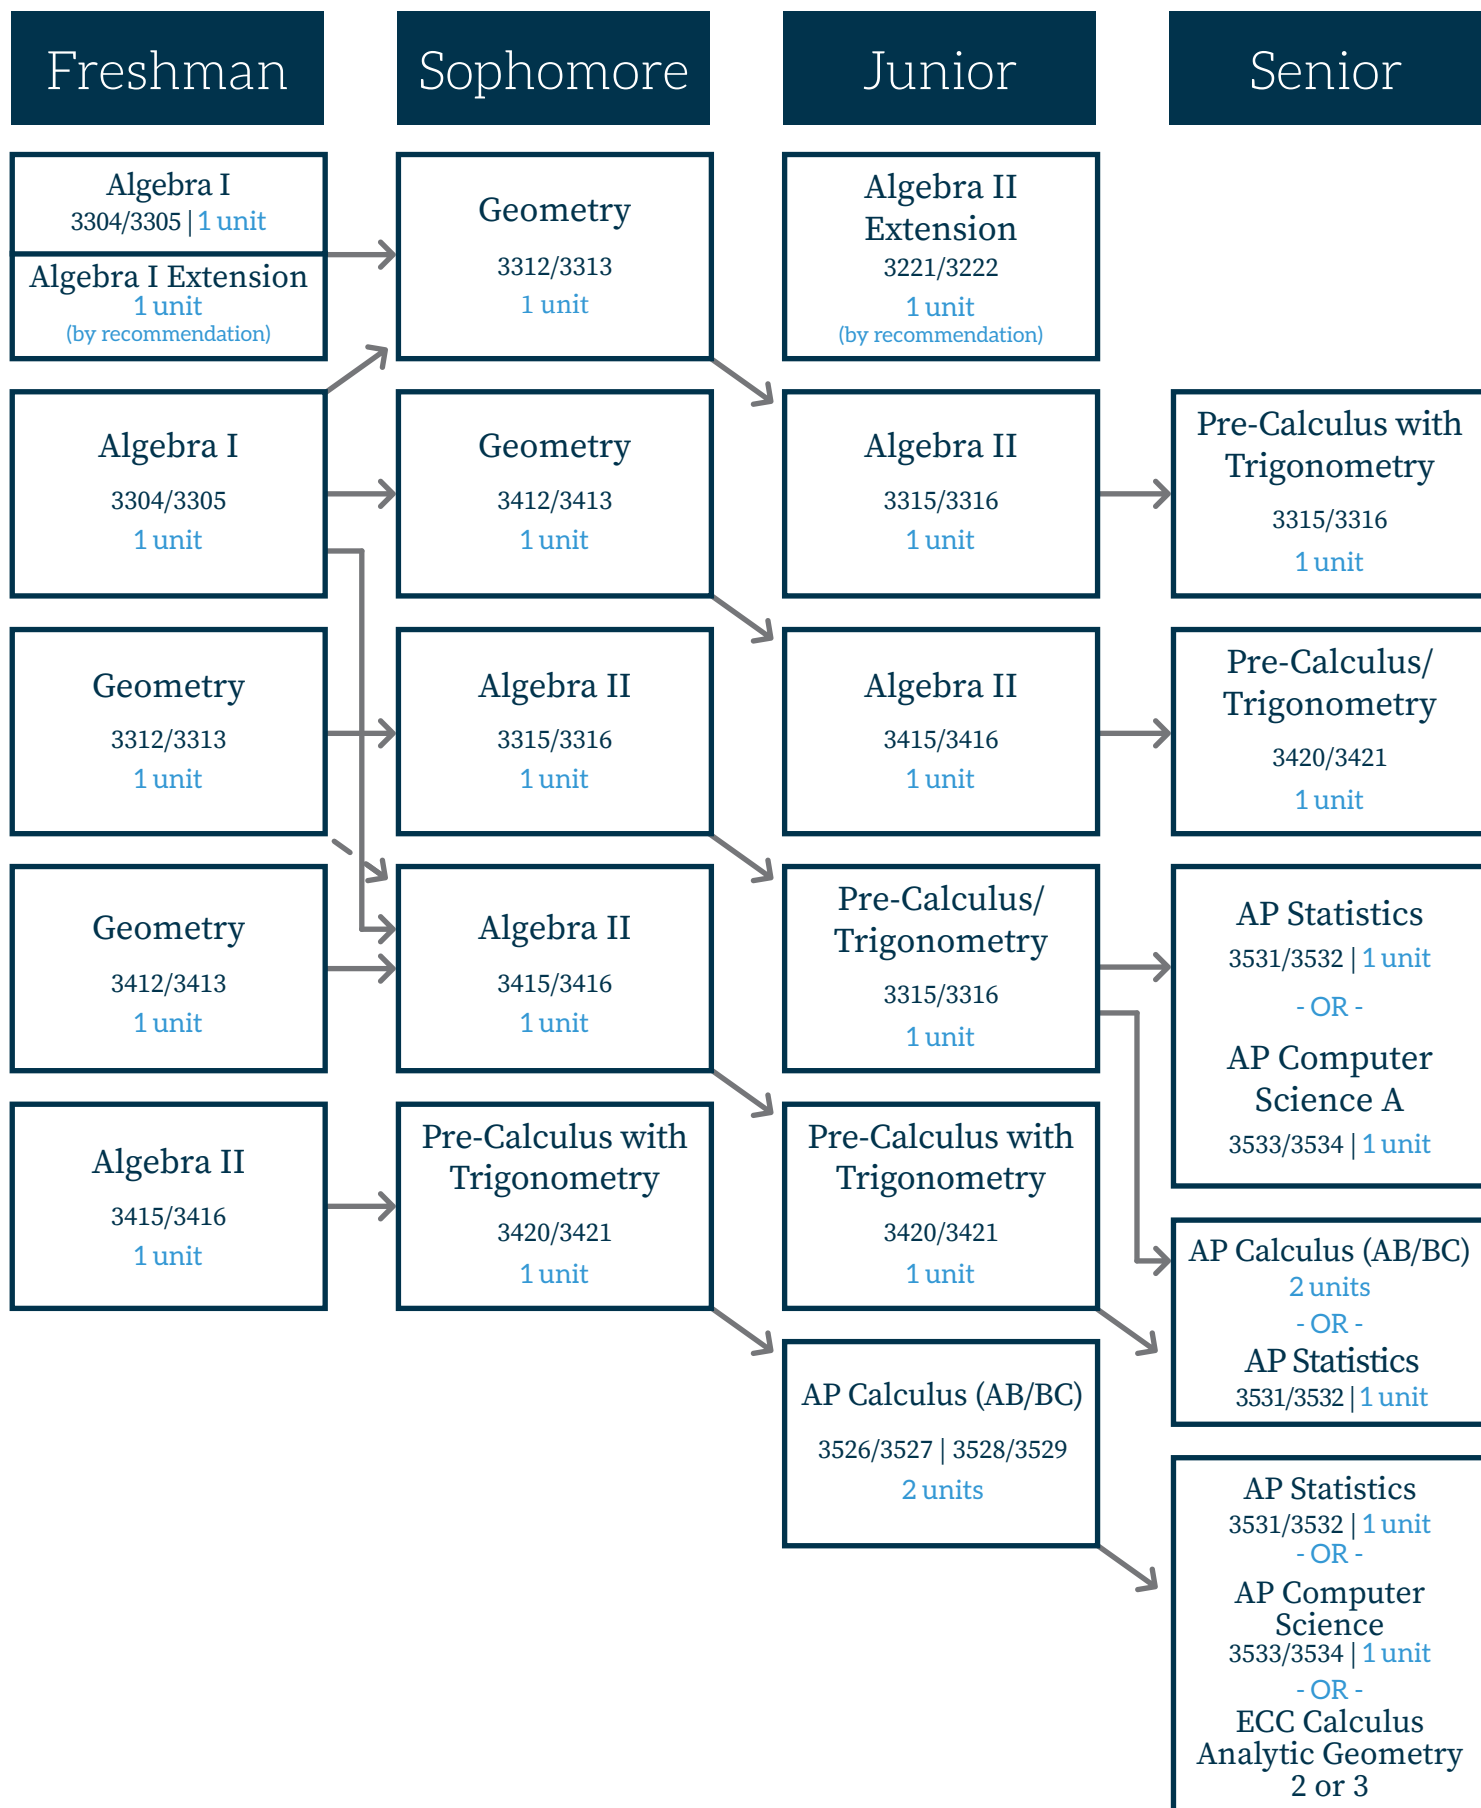 Freshman
Sophomore
Junior
Senior
Algebra I
3304/3305 | 1 unit
Algebra I Extension
1 unit
(by recommendation)
Geometry
3312/3313
1 unit
Algebra II
Extension
3221/3222
1 unit
(by recommendation)
Algebra I
3304/3305
1 unit
Geometry
3412/3413
1 unit
Algebra II
3315/3316
1 unit
Pre-Calculus with
Trigonometry
3315/3316
1 unit
Geometry
3312/3313
1 unit
Algebra II
3315/3316
1 unit
Algebra II
3415/3416
1 unit
Pre-Calculus/
Trigonometry
3420/3421
1 unit
Geometry
3412/3413
1 unit
Algebra II
3415/3416
1 unit
Pre-Calculus/
Trigonometry
3315/3316
1 unit
AP Statistics
3531/3532 | 1 unit
- OR -
AP Computer
Science A
3533/3534 | 1 unit
Algebra II
3415/3416
1 unit
Pre-Calculus with
Trigonometry
3420/3421
1 unit
Pre-Calculus with
Trigonometry
3420/3421
1 unit
AP Calculus (AB/BC)
2 units
- OR -
AP Statistics
3531/3532 | 1 unit
AP Calculus (AB/BC)
3526/3527 | 3528/3529
2 units
AP Statistics
3531/3532 | 1 unit
- OR -
AP Computer
Science
3533/3534 | 1 unit
- OR -
ECC Calculus
Analytic Geometry
2 or 3